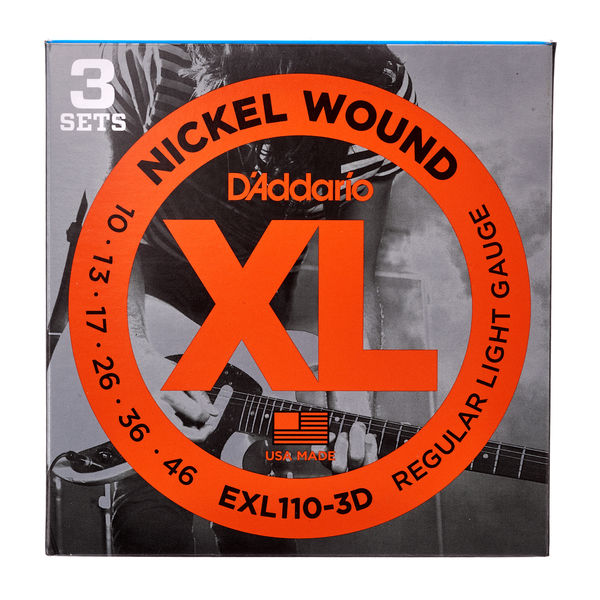 3
SETS
NICKEL WOUND
D'Addario
XL
10 · 13 · 17 · 26 · 36 · 46
REGULAR LIGHT GAUGE
USA MADE
EXL110-3D